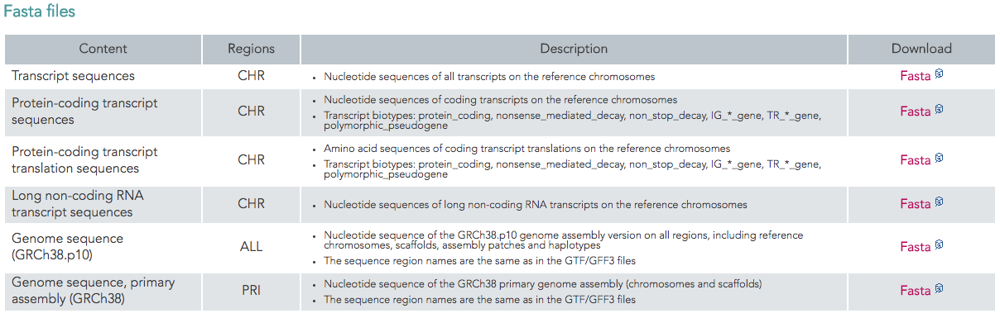 Fasta files
Content Regions Description Download
Transcript sequences CHR • Nucleotide sequences of all transcripts on the reference chromosomes Fasta
Protein-coding transcript
sequences
CHR
• Nucleotide sequences of coding transcripts on the reference chromosomes
• Transcript biotypes: protein_coding, nonsense_mediated_decay, non_stop_decay, IG_*_gene, TR_*_gene,
polymorphic_pseudogene
Fasta
Protein-coding transcript
translation sequences
CHR
• Amino acid sequences of coding transcript translations on the reference chromosomes
• Transcript biotypes: protein_coding, nonsense_mediated_decay, non_stop_decay, IG_*_gene, TR_*_gene,
polymorphic_pseudogene
Fasta
Long non-coding RNA
transcript sequences
CHR
• Nucleotide sequences of long non-coding RNA transcripts on the reference chromosomes
Fasta
Genome sequence
(GRCh38.p10)
ALL
• Nucleotide sequence of the GRCh38.p10 genome assembly version on all regions, including reference
chromosomes, scaffolds, assembly patches and haplotypes
• The sequence region names are the same as in the GTF/GFF3 files
Fasta
Genome sequence, primary
assembly (GRCh38)
PRI
• Nucleotide sequence of the GRCh38 primary genome assembly (chromosomes and scaffolds)
• The sequence region names are the same as in the GTF/GFF3 files
Fasta